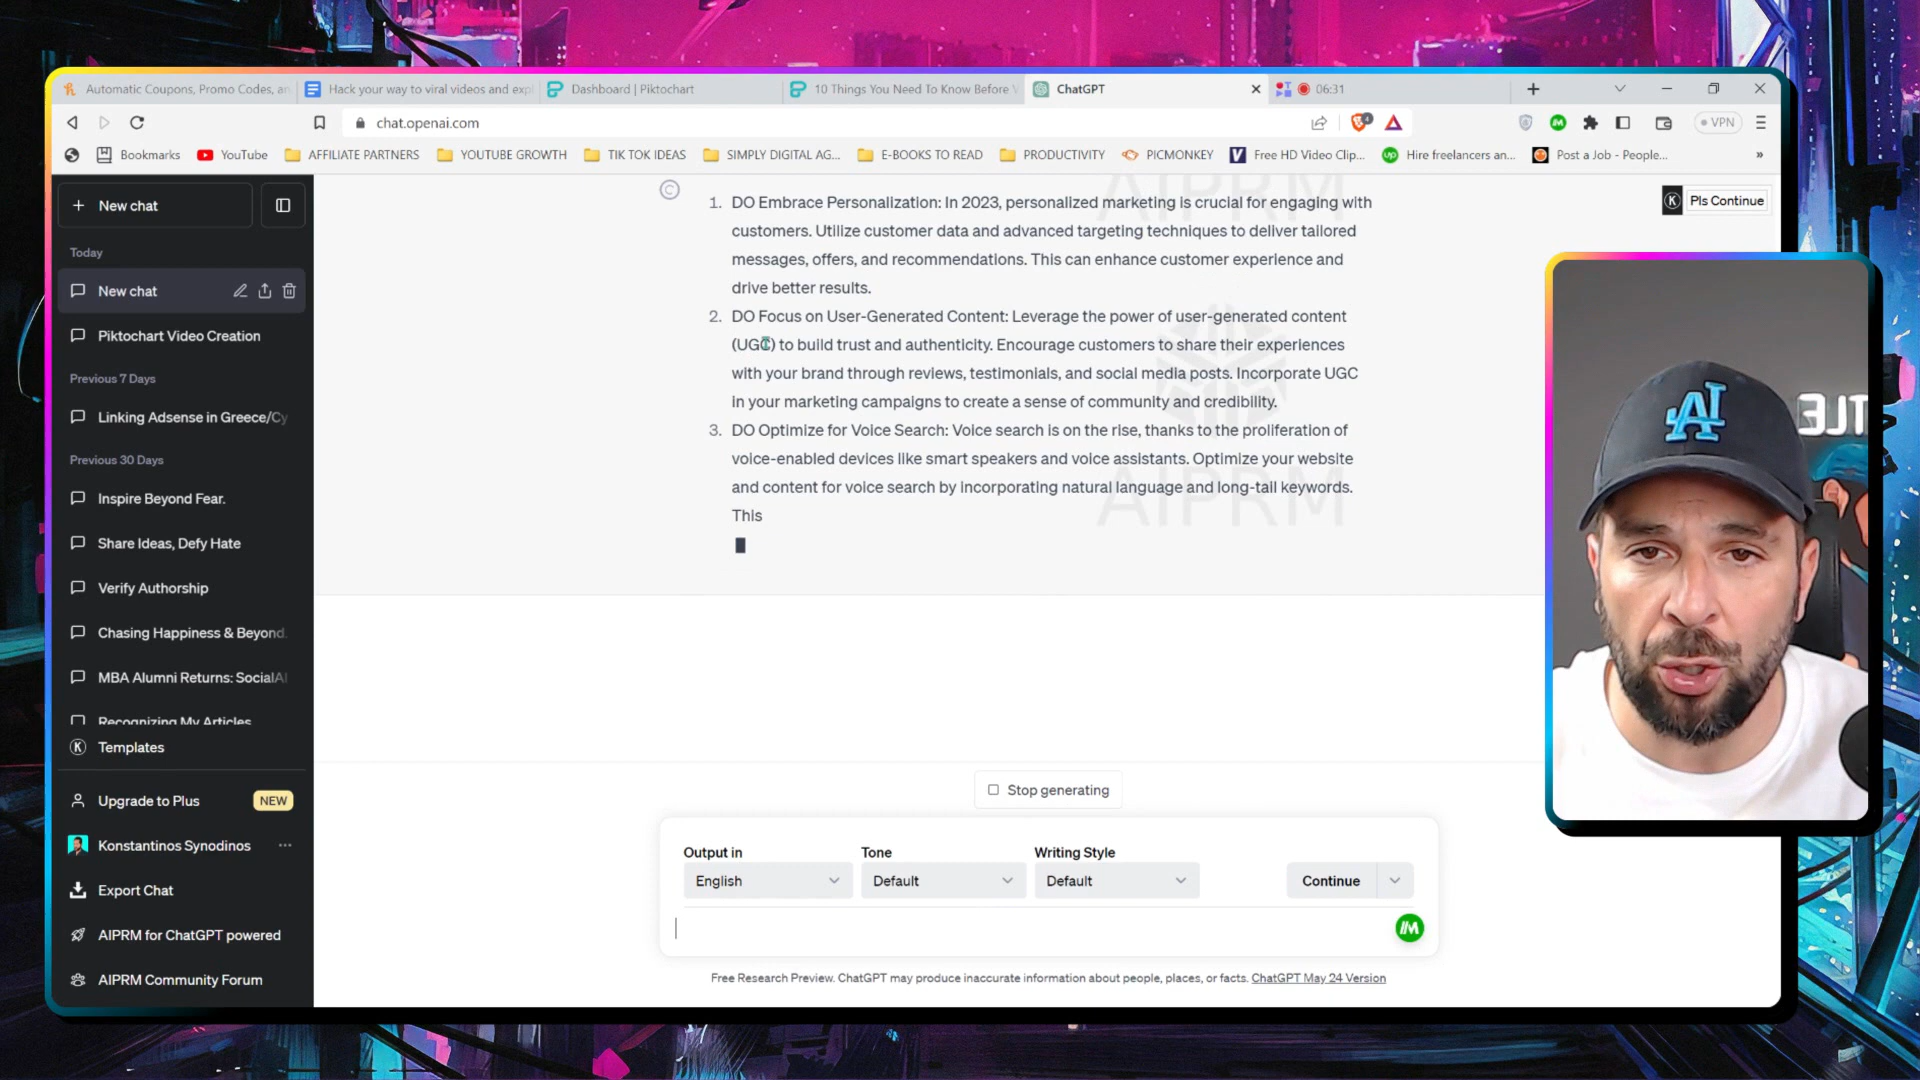 Automatic Coupons, Promo Codes, an
Hack your way to viral videos and expl
Dashboard | Piktochart
10 Things You Need To Know Before
ChatGPT
06:31
chat.openai.com
4
VPN
Bookmarks
YouTube
AFFILIATE PARTNERS
YOUTUBE GROWTH
TIK TOK IDEAS
SIMPLY DIGITAL AG...
E-BOOKS TO READ
PRODUCTIVITY
PICMONKEY
Free HD Video Clip...
Hire freelancers an...
Post a Job - People...
»
New chat
Today
New chat
Piktochart Video Creation
Previous 7 Days
Linking Adsense in Greece/Cy
Previous 30 Days
Inspire Beyond Fear.
Share Ideas, Defy Hate
Verify Authorship
Chasing Happiness & Beyond.
MBA Alumni Returns: SocialAI
Recognizing My Articles
K Templates
Upgrade to Plus NEW
Konstantinos Synodinos ...
Export Chat
AIPRM for ChatGPT powered
AIPRM Community Forum
AIPRM
1. DO Embrace Personalization: In 2023, personalized marketing is crucial for engaging with
customers. Utilize customer data and advanced targeting techniques to deliver tailored
messages, offers, and recommendations. This can enhance customer experience and
drive better results.
2. DO Focus on User-Generated Content: Leverage the power of user-generated content
(UGC) to build trust and authenticity. Encourage customers to share their experiences
with your brand through reviews, testimonials, and social media posts. Incorporate UGC
in your marketing campaigns to create a sense of community and credibility.
3. DO Optimize for Voice Search: Voice search is on the rise, thanks to the proliferation of
voice-enabled devices like smart speakers and voice assistants. Optimize your website
and content for voice search by incorporating natural language and long-tail keywords.
This
AIPRM
K Pls Continue
AI
Stop generating
Output in
English
Tone
Default
Writing Style
Default
Continue
Free Research Preview. ChatGPT may produce inaccurate information about people, places, or facts. ChatGPT May 24 Version